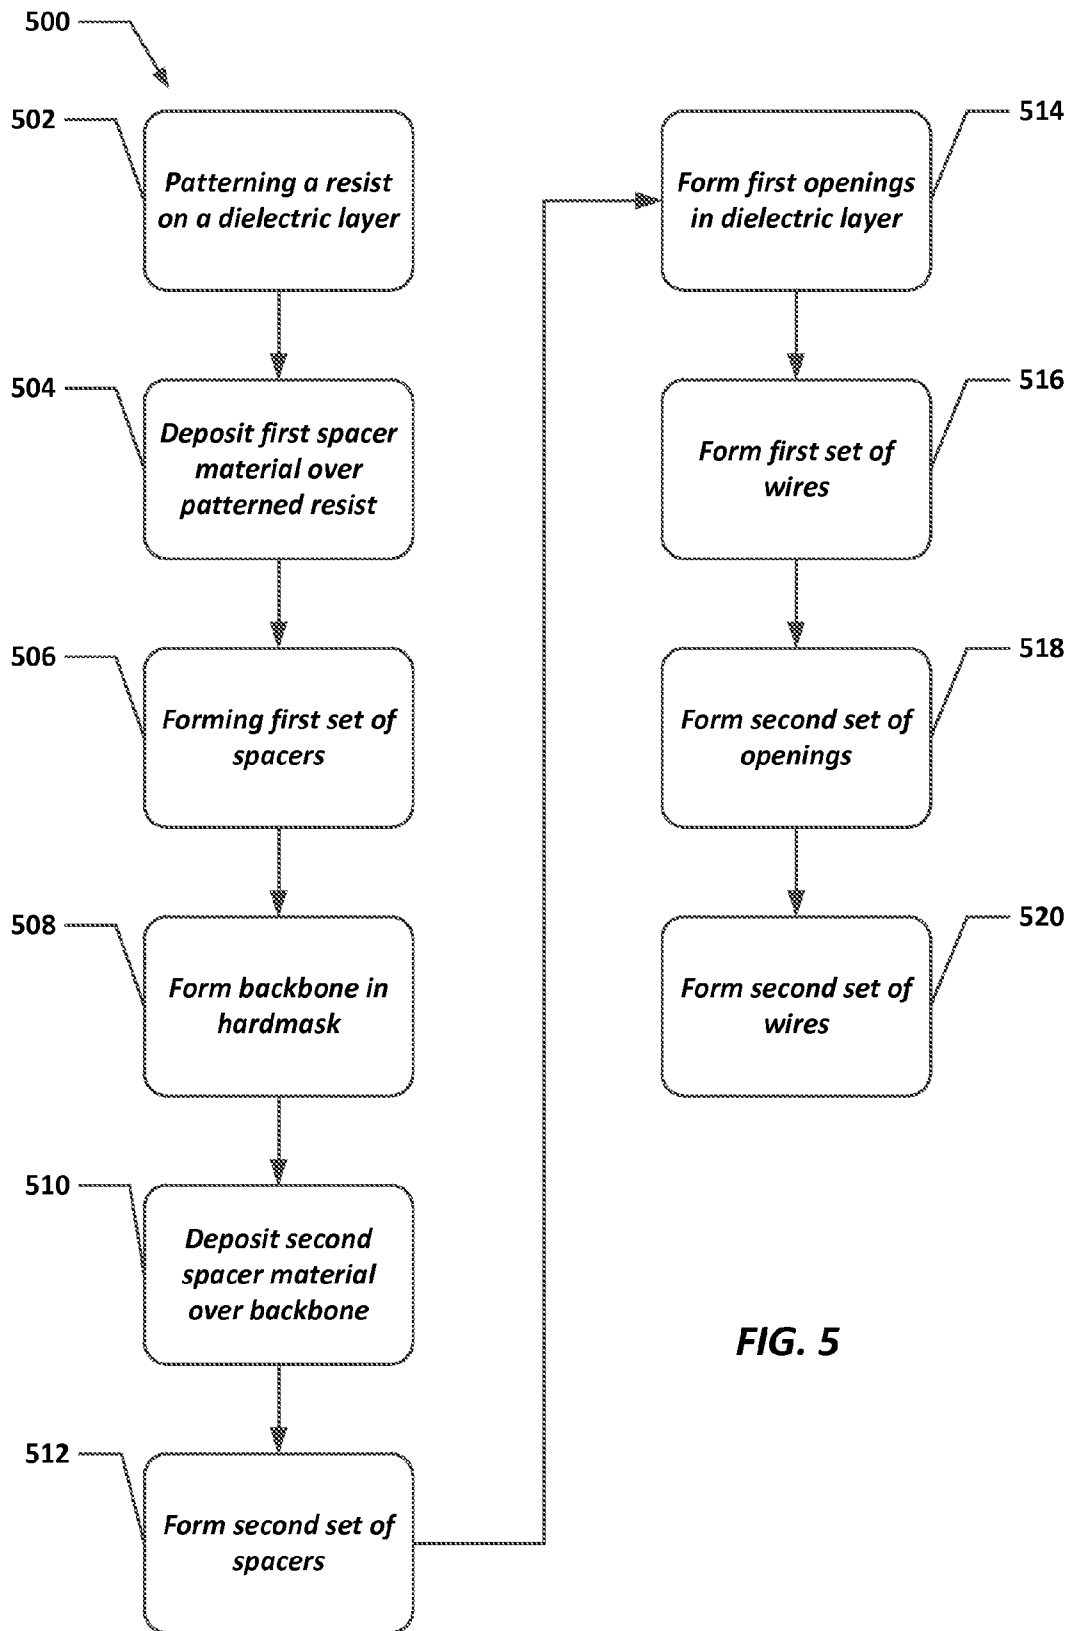 500
502
Patterning a resist
on a dielectric layer
504
Deposit first spacer
material over
patterned resist
506
Forming first set of
spacers
508
Form backbone in
hardmask
510
Deposit second
spacer material
over backbone
512
Form second set of
spacers
514
Form first openings
in dielectric layer
516
Form first set of
wires
518
Form second set of
openings
520
Form second set of
wires
FIG. 5